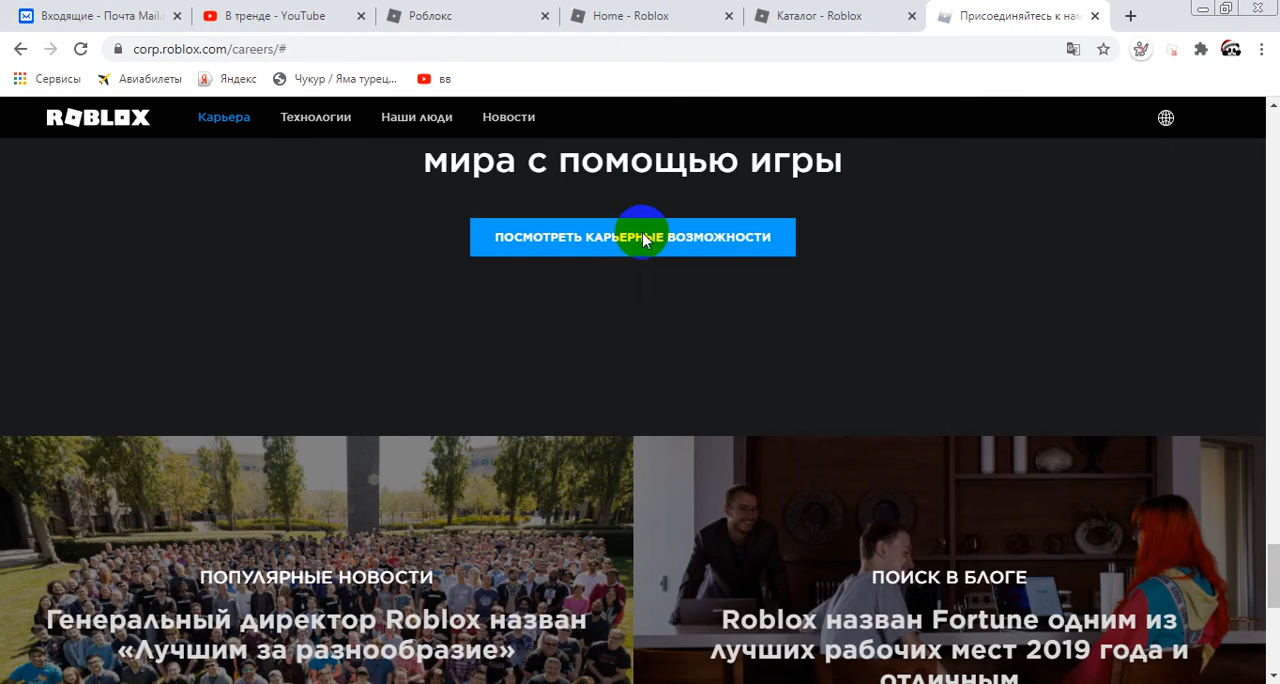 Входящие - Почта Mail.
В тренде - YouTube
Роблокс
Home - Roblox
Каталог - Roblox
Присоединяйтесь к нам
corp.roblox.com/careers/#
Сервисы
Авиабилеты
Яндекс
Чукур / Яма турец...
вв
ROBLOX
Карьера
Технологии
Наши люди
Новости
мира с помощью игры
ПОСМОТРЕТЬ КАРЬЕРНЫЕ ВОЗМОЖНОСТИ
ПОПУЛЯРНЫЕ НОВОСТИ
Генеральный директор Roblox назван
«Лучшим за разнообразие»
ПОИСК В БЛОГЕ
Roblox назван Fortune одним из
лучших рабочих мест 2019 года и
отличным